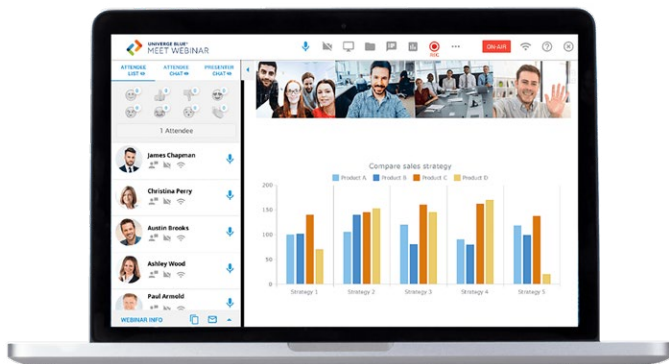 UNIVERGE BLUE®
MEET WEBINAR
REC
ON-AIR
ATTENDEE LIST
ATTENDEE CHAT
PRESENTER CHAT
1 Attendee
James Chapman
Christina Perry
Austin Brooks
Ashley Wood
Paul Arnold
WEBINAR INFO
Compare sales strategy
Product A Product B Product C Product D
200
150
100
50
0
Strategy 1 Strategy 2 Strategy 3 Strategy 4 Strategy 5